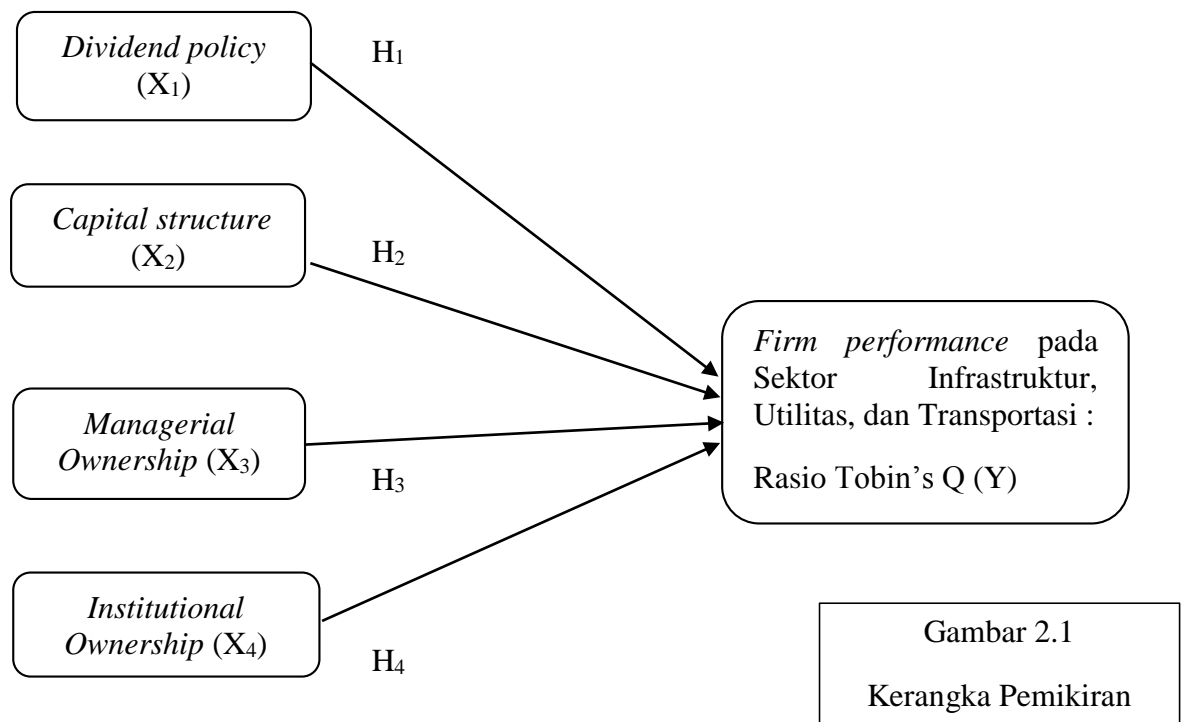 Dividend policy
(X₁)
H₁
Capital structure
(X₂)
H₂
Managerial
Ownership (X₃)
H₃
Institutional
Ownership (X₄)
H₄
Firm performance pada
Sektor Infrastruktur,
Utilitas, dan Transportasi :
Rasio Tobin’s Q (Y)
Gambar 2.1
Kerangka Pemikiran